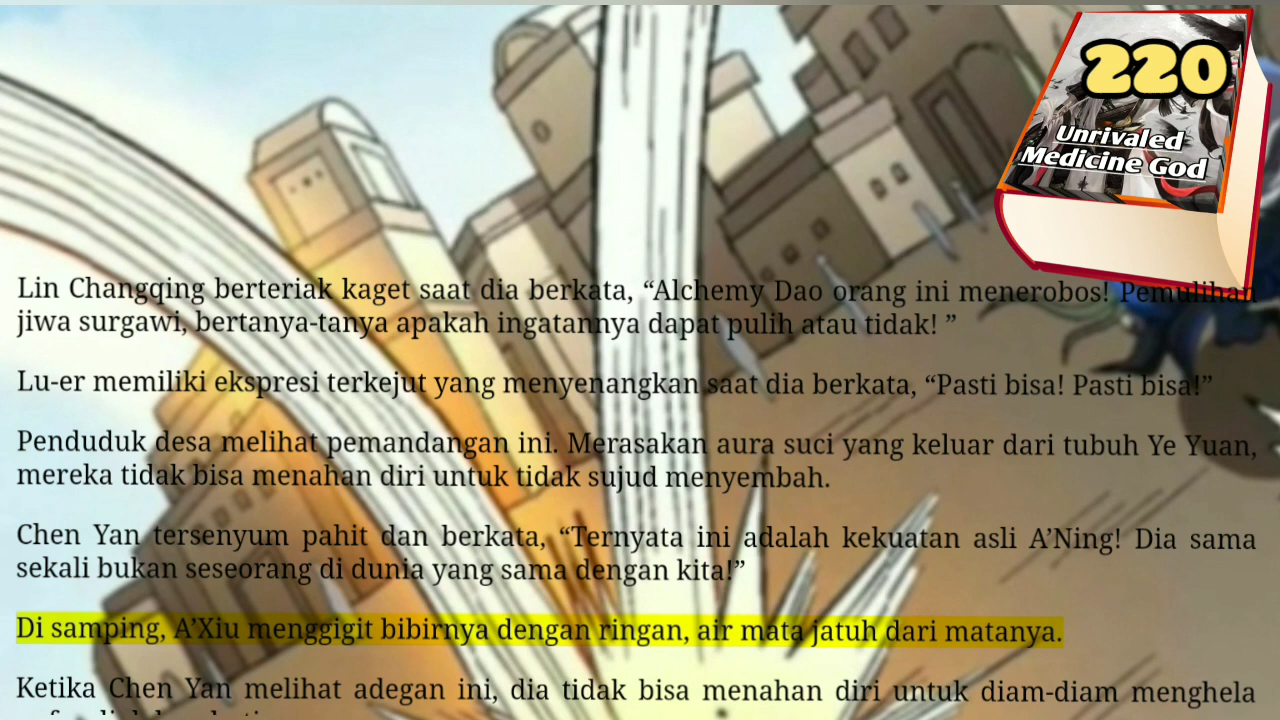 220
Unrivaled
Medicine God
Lin Changqing berteriak kaget saat dia berkata, “Alchemy Dao orang ini menerobos! Pemulihan
jiwa surgawi, bertanya-tanya apakah ingatannya dapat pulih atau tidak! ”
Lu-er memiliki ekspresi terkejut yang menyenangkan saat dia berkata, “Pasti bisa! Pasti bisa!”
Penduduk desa melihat pemandangan ini. Merasakan aura suci yang keluar dari tubuh Ye Yuan,
mereka tidak bisa menahan diri untuk tidak sujud menyembah.
Chen Yan tersenyum pahit dan berkata, “Ternyata ini adalah kekuatan asli A’Ning! Dia sama
sekali bukan seseorang di dunia yang sama dengan kita!”
Di samping, A’Xiu menggigit bibirnya dengan ringan, air mata jatuh dari matanya.
Ketika Chen Yan melihat adegan ini, dia tidak bisa menahan diri untuk diam-diam menghela